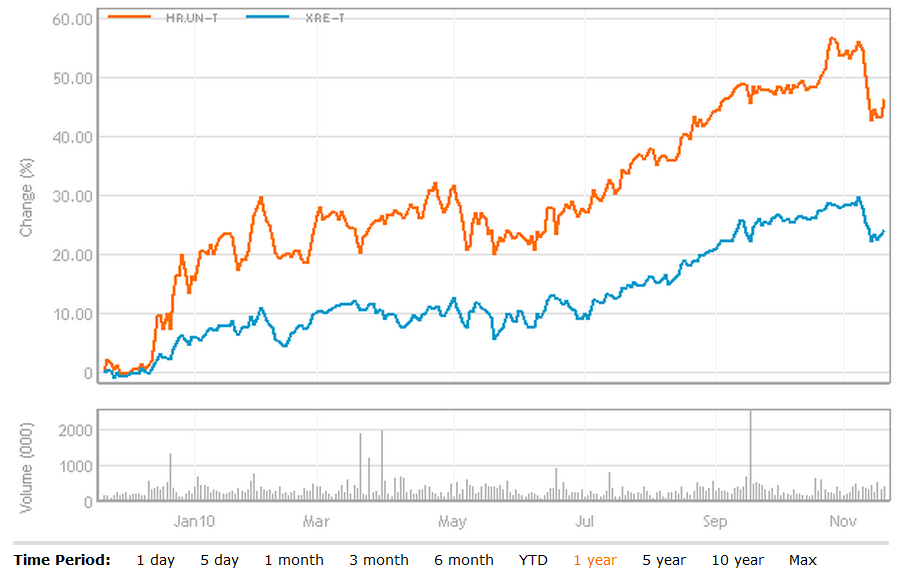 HR.UN-T XRE-T
60.00
50.00
40.00
30.00
20.00
10.00
0
Change (%)
2000
1000
0
Volume (000)
Jan10 Mar May Jul Sep Nov
Time Period: 1 day 5 day 1 month 3 month 6 month YTD 1 year 5 year 10 year Max